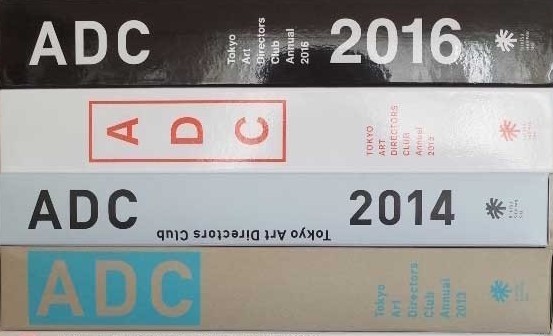 ADC
Tokyo
Art
Directors
Club
Annual
2016
2016
ADC
TOKYO
ART
DIRECTORS
CLUB
Annual
ADC
Tokyo Art Directors Club
2014
ADC
Tokyo
Art
Directors
Club
Annual
2013